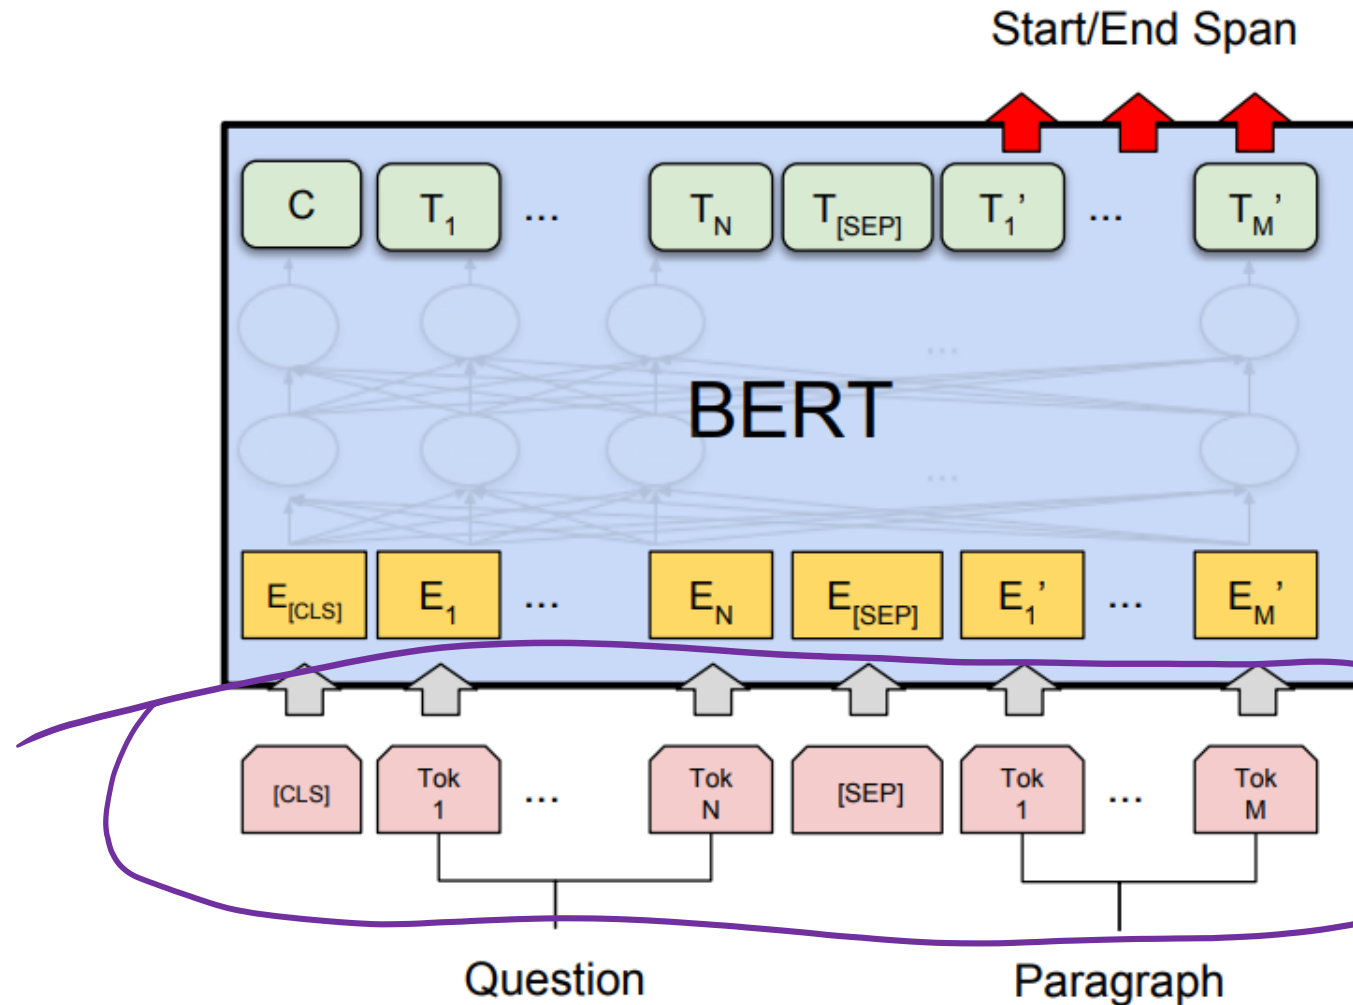 Start/End Span
C T1 ... TN T[SEP] T1’ ... TM’
...
BERT
...
E[CLS] E1 ... EN E[SEP] E1’ ... EM’
[CLS] Tok 1 ... Tok N [SEP] Tok 1 ... Tok M
Question Paragraph